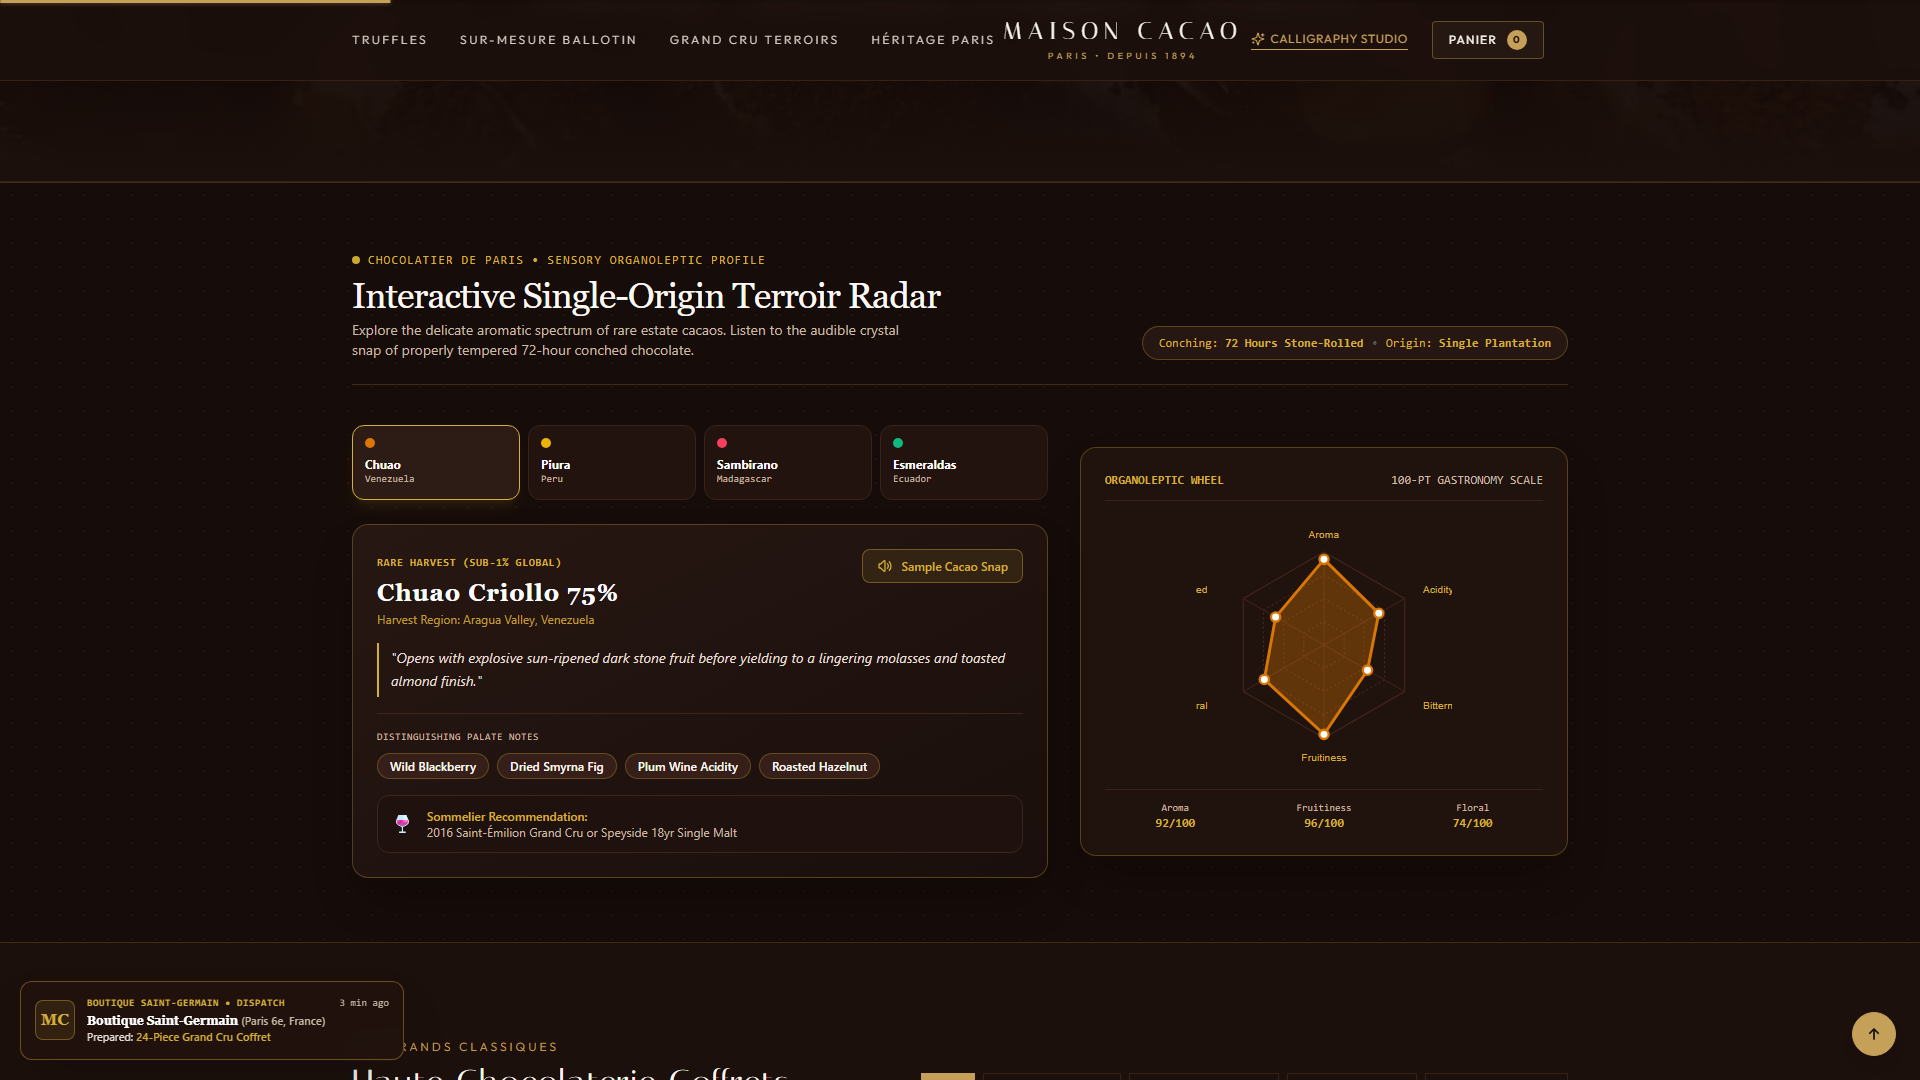 TRUFFLES
SUR-MESURE BALLOTIN
GRAND CRU TERROIRS
HÉRITAGE PARIS
MAISON CACAO
PARIS • DEPUIS 1894
CALLIGRAPHY STUDIO
PANIER 0
CHOCOLATIER DE PARIS • SENSORY ORGANOLEPTIC PROFILE
Interactive Single-Origin Terroir Radar
Explore the delicate aromatic spectrum of rare estate cacaos. Listen to the audible crystal
snap of properly tempered 72-hour conched chocolate.
Conching: 72 Hours Stone-Rolled • Origin: Single Plantation
Chuao
Venezuela
Piura
Peru
Sambirano
Madagascar
Esmeraldas
Ecuador
RARE HARVEST (SUB-1% GLOBAL)
Chuao Criollo 75%
Harvest Region: Aragua Valley, Venezuela
Sample Cacao Snap
"Opens with explosive sun-ripened dark stone fruit before yielding to a lingering molasses and toasted
almond finish."
DISTINGUISHING PALATE NOTES
Wild Blackberry
Dried Smyrna Fig
Plum Wine Acidity
Roasted Hazelnut
Sommelier Recommendation:
2016 Saint-Émilion Grand Cru or Speyside 18yr Single Malt
ORGANOLEPTIC WHEEL
100-PT GASTRONOMY SCALE
Aroma
ed
Acidity
ral
Bittern
Fruitiness
Aroma
92/100
Fruitiness
96/100
Floral
74/100
BOUTIQUE SAINT-GERMAIN • DISPATCH
3 min ago
MC
Boutique Saint-Germain (Paris 6e, France)
Prepared: 24-Piece Grand Cru Coffret
RANDS CLASSIQUES
Haute Chocolaterie Coffrets